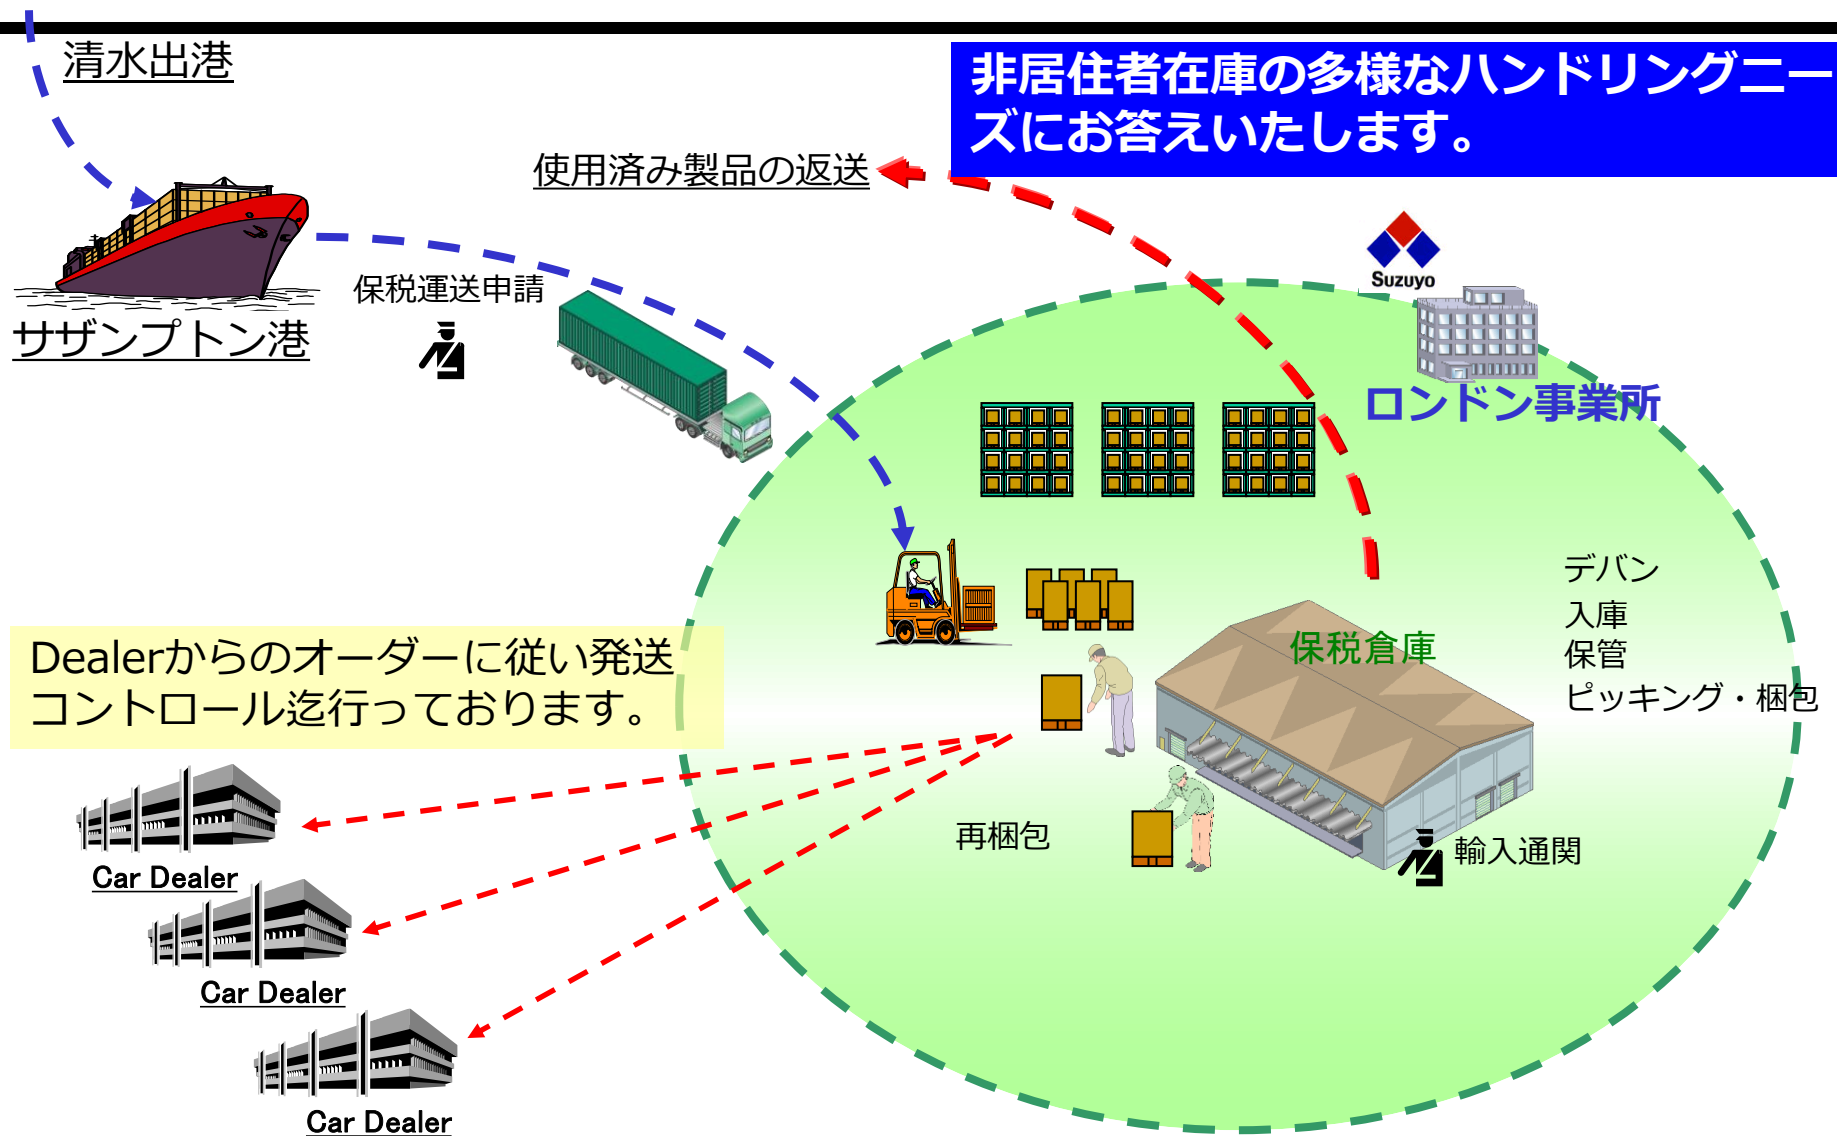 清水出港
非居住者在庫の多様なハンドリングニー
ズにお答えいたします。
使用済み製品の返送
Suzuyo
保税運送申請
サザンプトン港
ロンドン事業所
デバン
入庫
保管
ピッキング・梱包
保税倉庫
Dealerからのオーダーに従い発送
コントロール迄行っております。
再梱包
輸入通関
Car Dealer
Car Dealer
Car Dealer